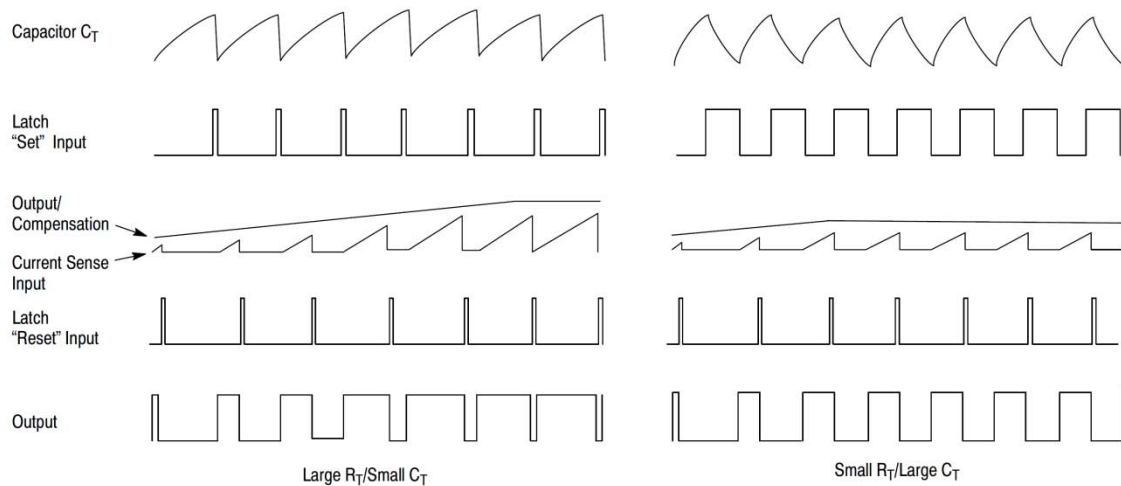 Capacitor CT
Latch
“Set” Input
Output/
Compensation
Current Sense
Input
Latch
“Reset” Input
Output
Large RT/Small CT
Small RT/Large CT